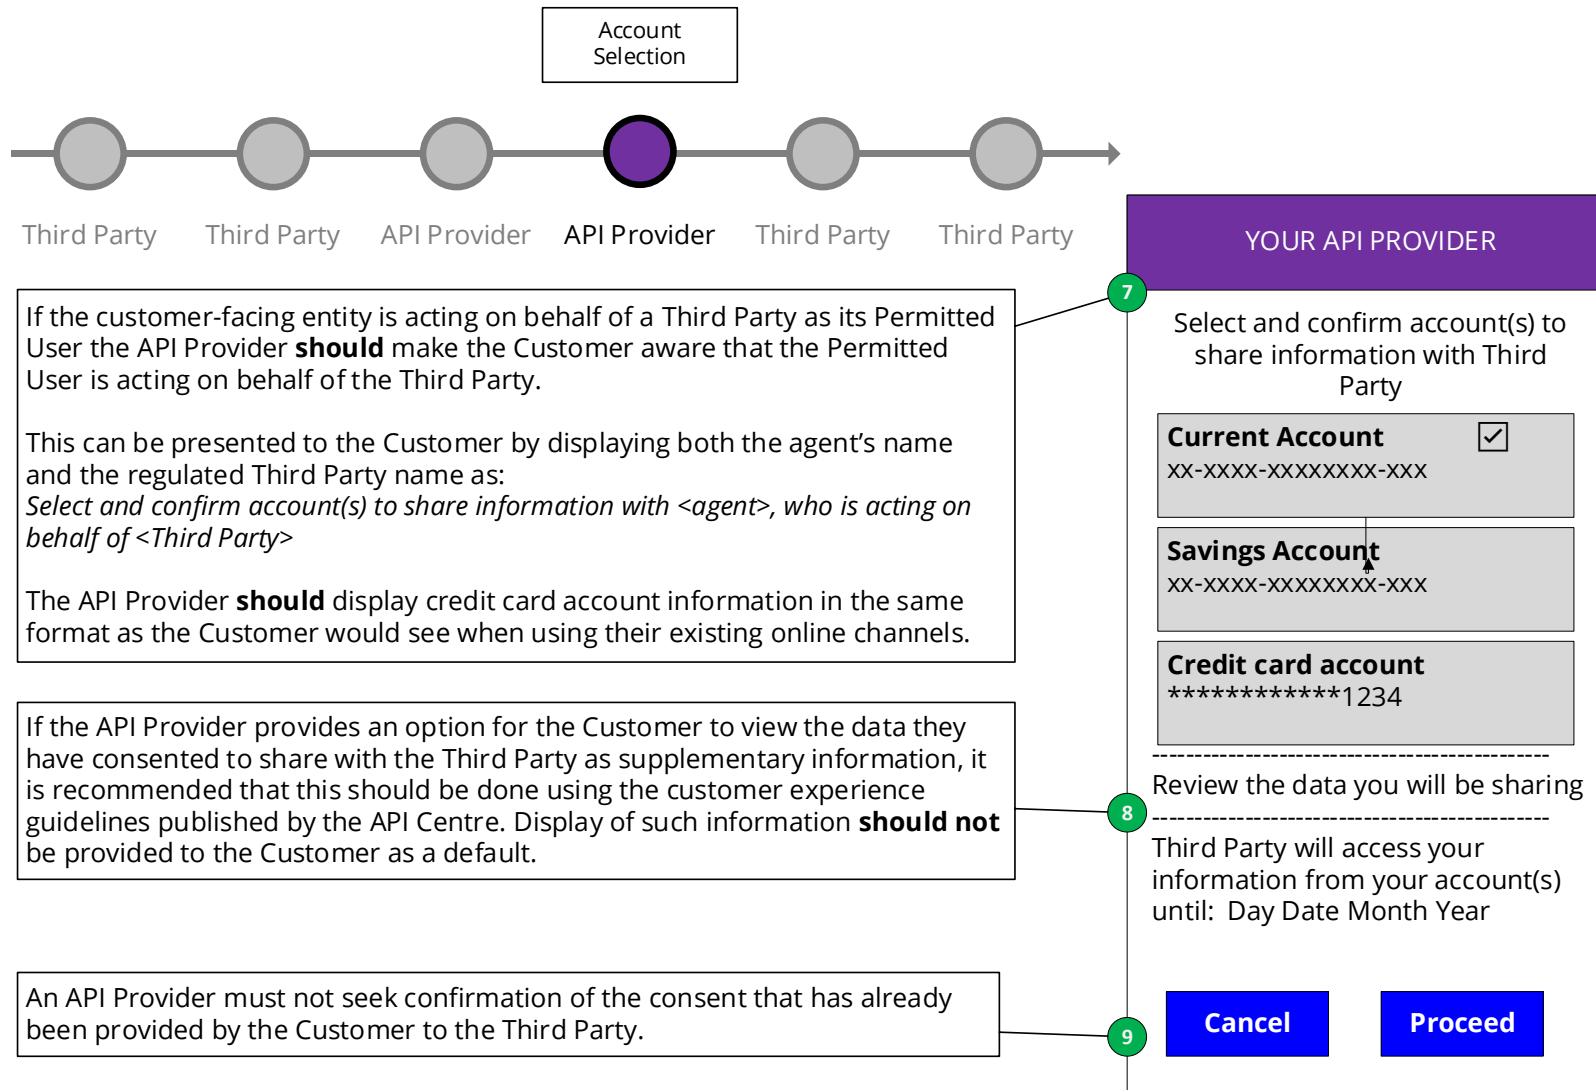 Account
Selection
Third Party
Third Party
API Provider
API Provider
Third Party
Third Party
If the customer-facing entity is acting on behalf of a Third Party as its Permitted
User the API Provider should make the Customer aware that the Permitted
User is acting on behalf of the Third Party.
This can be presented to the Customer by displaying both the agent’s name
and the regulated Third Party name as:
Select and confirm account(s) to share information with <agent>, who is acting on
behalf of <Third Party>
The API Provider should display credit card account information in the same
format as the Customer would see when using their existing online channels.
If the API Provider provides an option for the Customer to view the data they
have consented to share with the Third Party as supplementary information, it
is recommended that this should be done using the customer experience
guidelines published by the API Centre. Display of such information should not
be provided to the Customer as a default.
An API Provider must not seek confirmation of the consent that has already
been provided by the Customer to the Third Party.
7
8
9
YOUR API PROVIDER
Select and confirm account(s) to
share information with Third
Party
Current Account
xx-xxxx-xxxxxxxx-xxx
Savings Account
xx-xxxx-xxxxxxxx-xxx
Credit card account
************1234
Review the data you will be sharing
Third Party will access your
information from your account(s)
until: Day Date Month Year
Cancel
Proceed